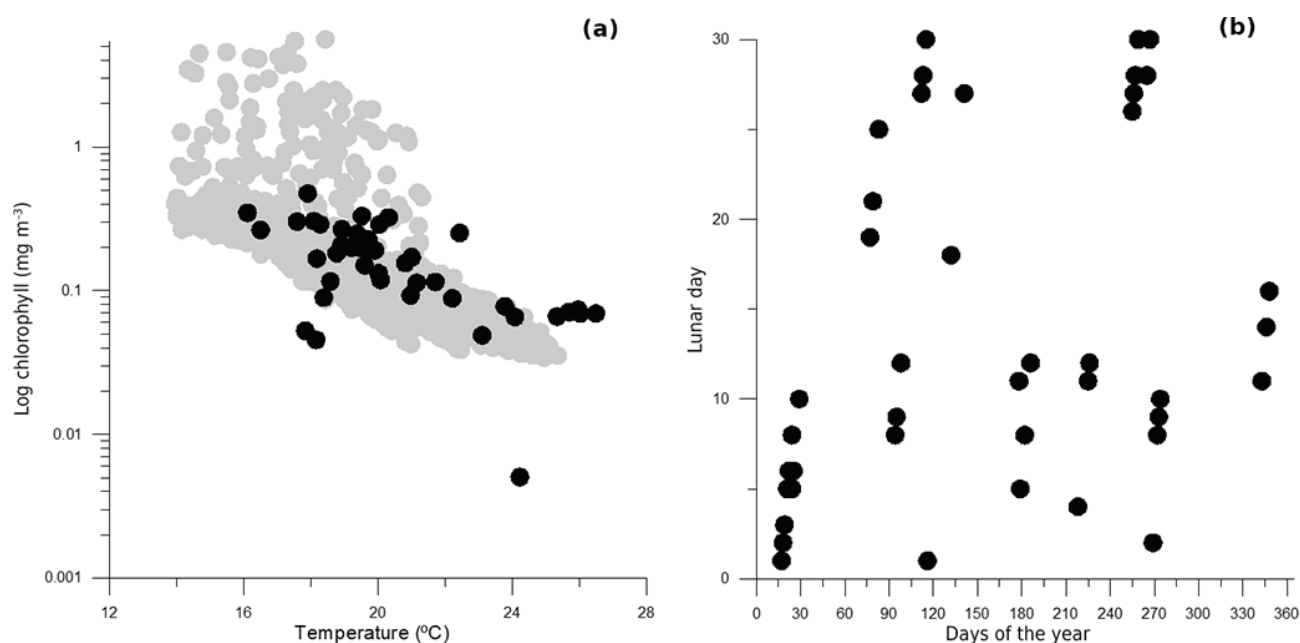 (a)
1
0.1
0.01
0.001
Log chlorophyll (mg m⁻³)
12 16 20 24 28
Temperature (ºC)
(b)
30
20
10
0
Lunar day
0 30 60 90 120 150 180 210 240 270 300 330 360
Days of the year